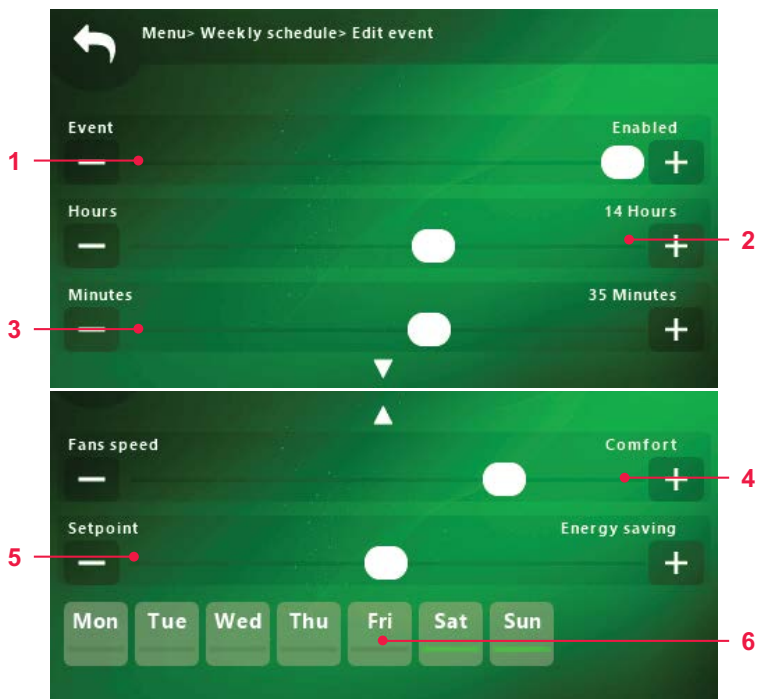 Menu> Weekly schedule> Edit event
Event Enabled
1
− +
Hours 14 Hours
− + 2
Minutes 35 Minutes
3 − +
Fans speed Comfort
− + 4
Setpoint Energy saving
5 − +
Mon Tue Wed Thu Fri Sat Sun
6